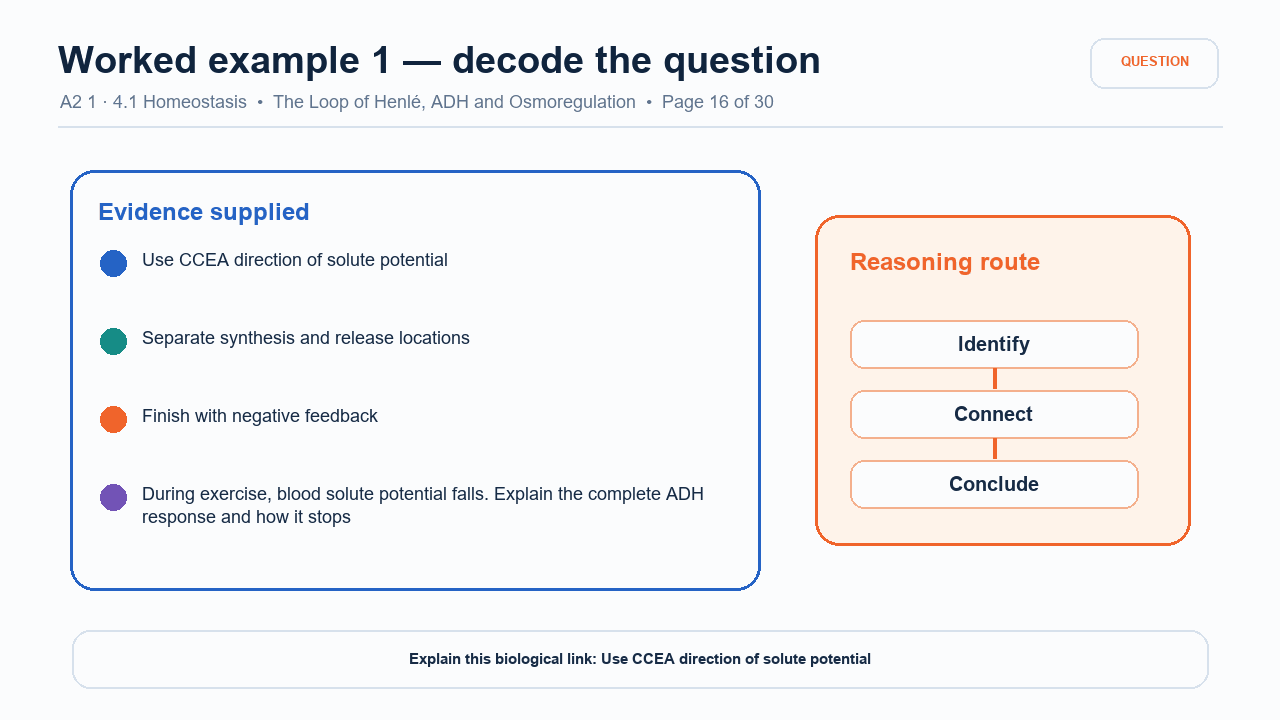 Worked example 1 — decode the question
QUESTION
A2 1 · 4.1 Homeostasis • The Loop of Henlé, ADH and Osmoregulation • Page 16 of 30
Evidence supplied
Use CCEA direction of solute potential
Separate synthesis and release locations
Finish with negative feedback
During exercise, blood solute potential falls. Explain the complete ADH
response and how it stops
Reasoning route
Identify
Connect
Conclude
Explain this biological link: Use CCEA direction of solute potential